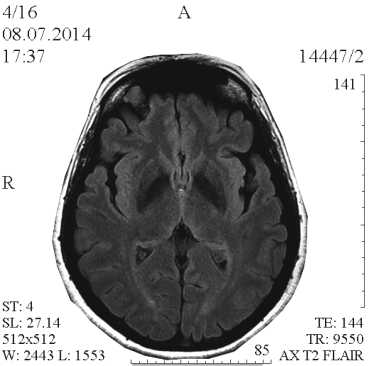 4/16
A
08.07.2014
17:37
14447/2
141
R
ST: 4
SL: 27.14
512x512
W: 2443 L: 1553
85
TE: 144
TR: 9550
AX T2 FLAIR